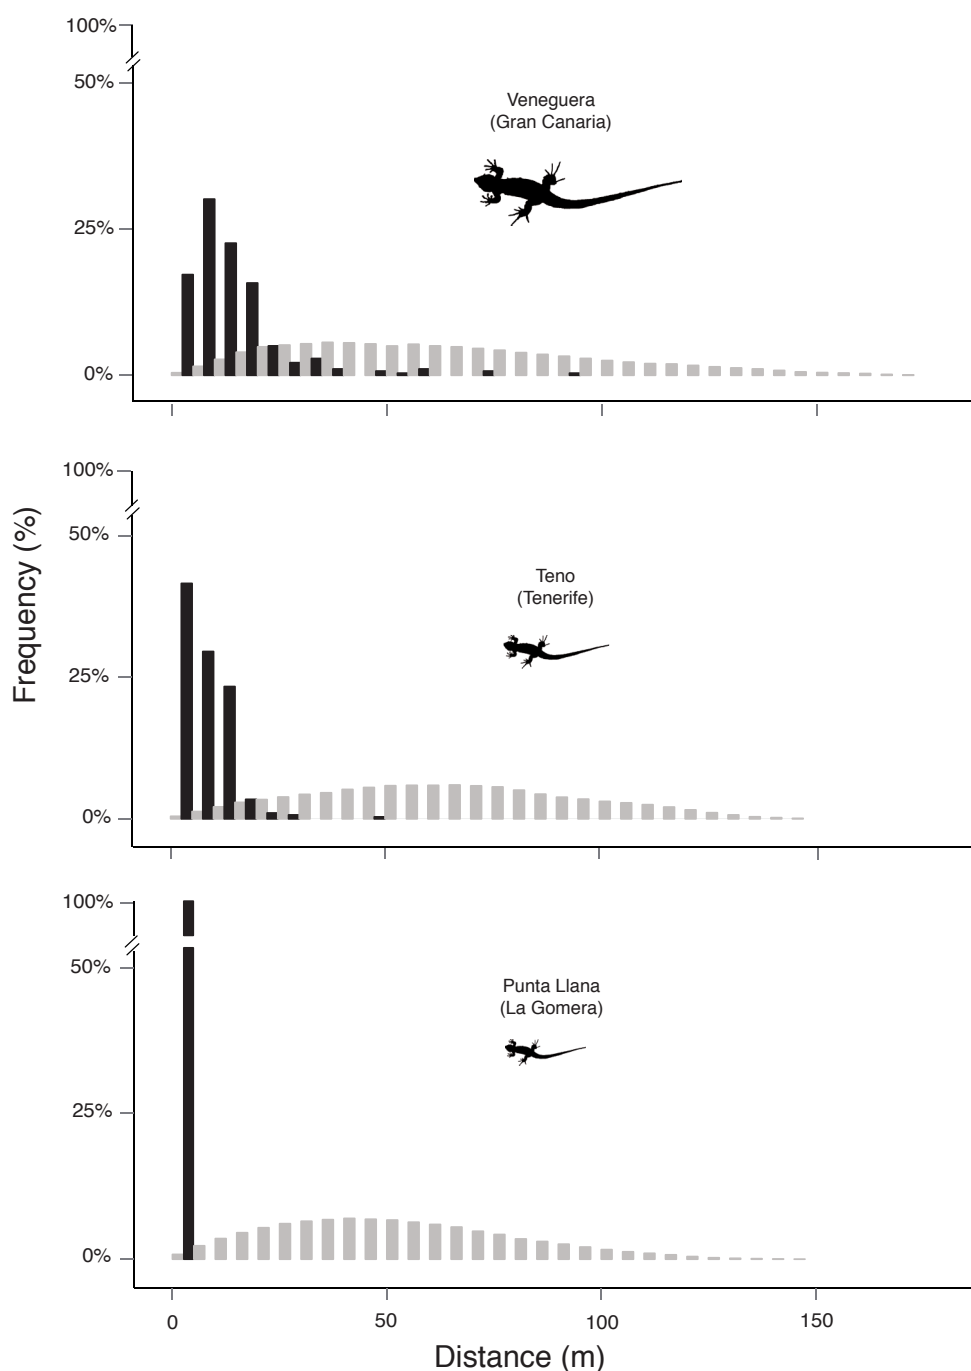 100%
50%
Veneguera
(Gran Canaria)
25%
0%
100%
50%
Teno
(Tenerife)
25%
0%
Frequency (%)
100%
50%
Punta Llana
(La Gomera)
25%
0%
0 50 100 150
Distance (m)